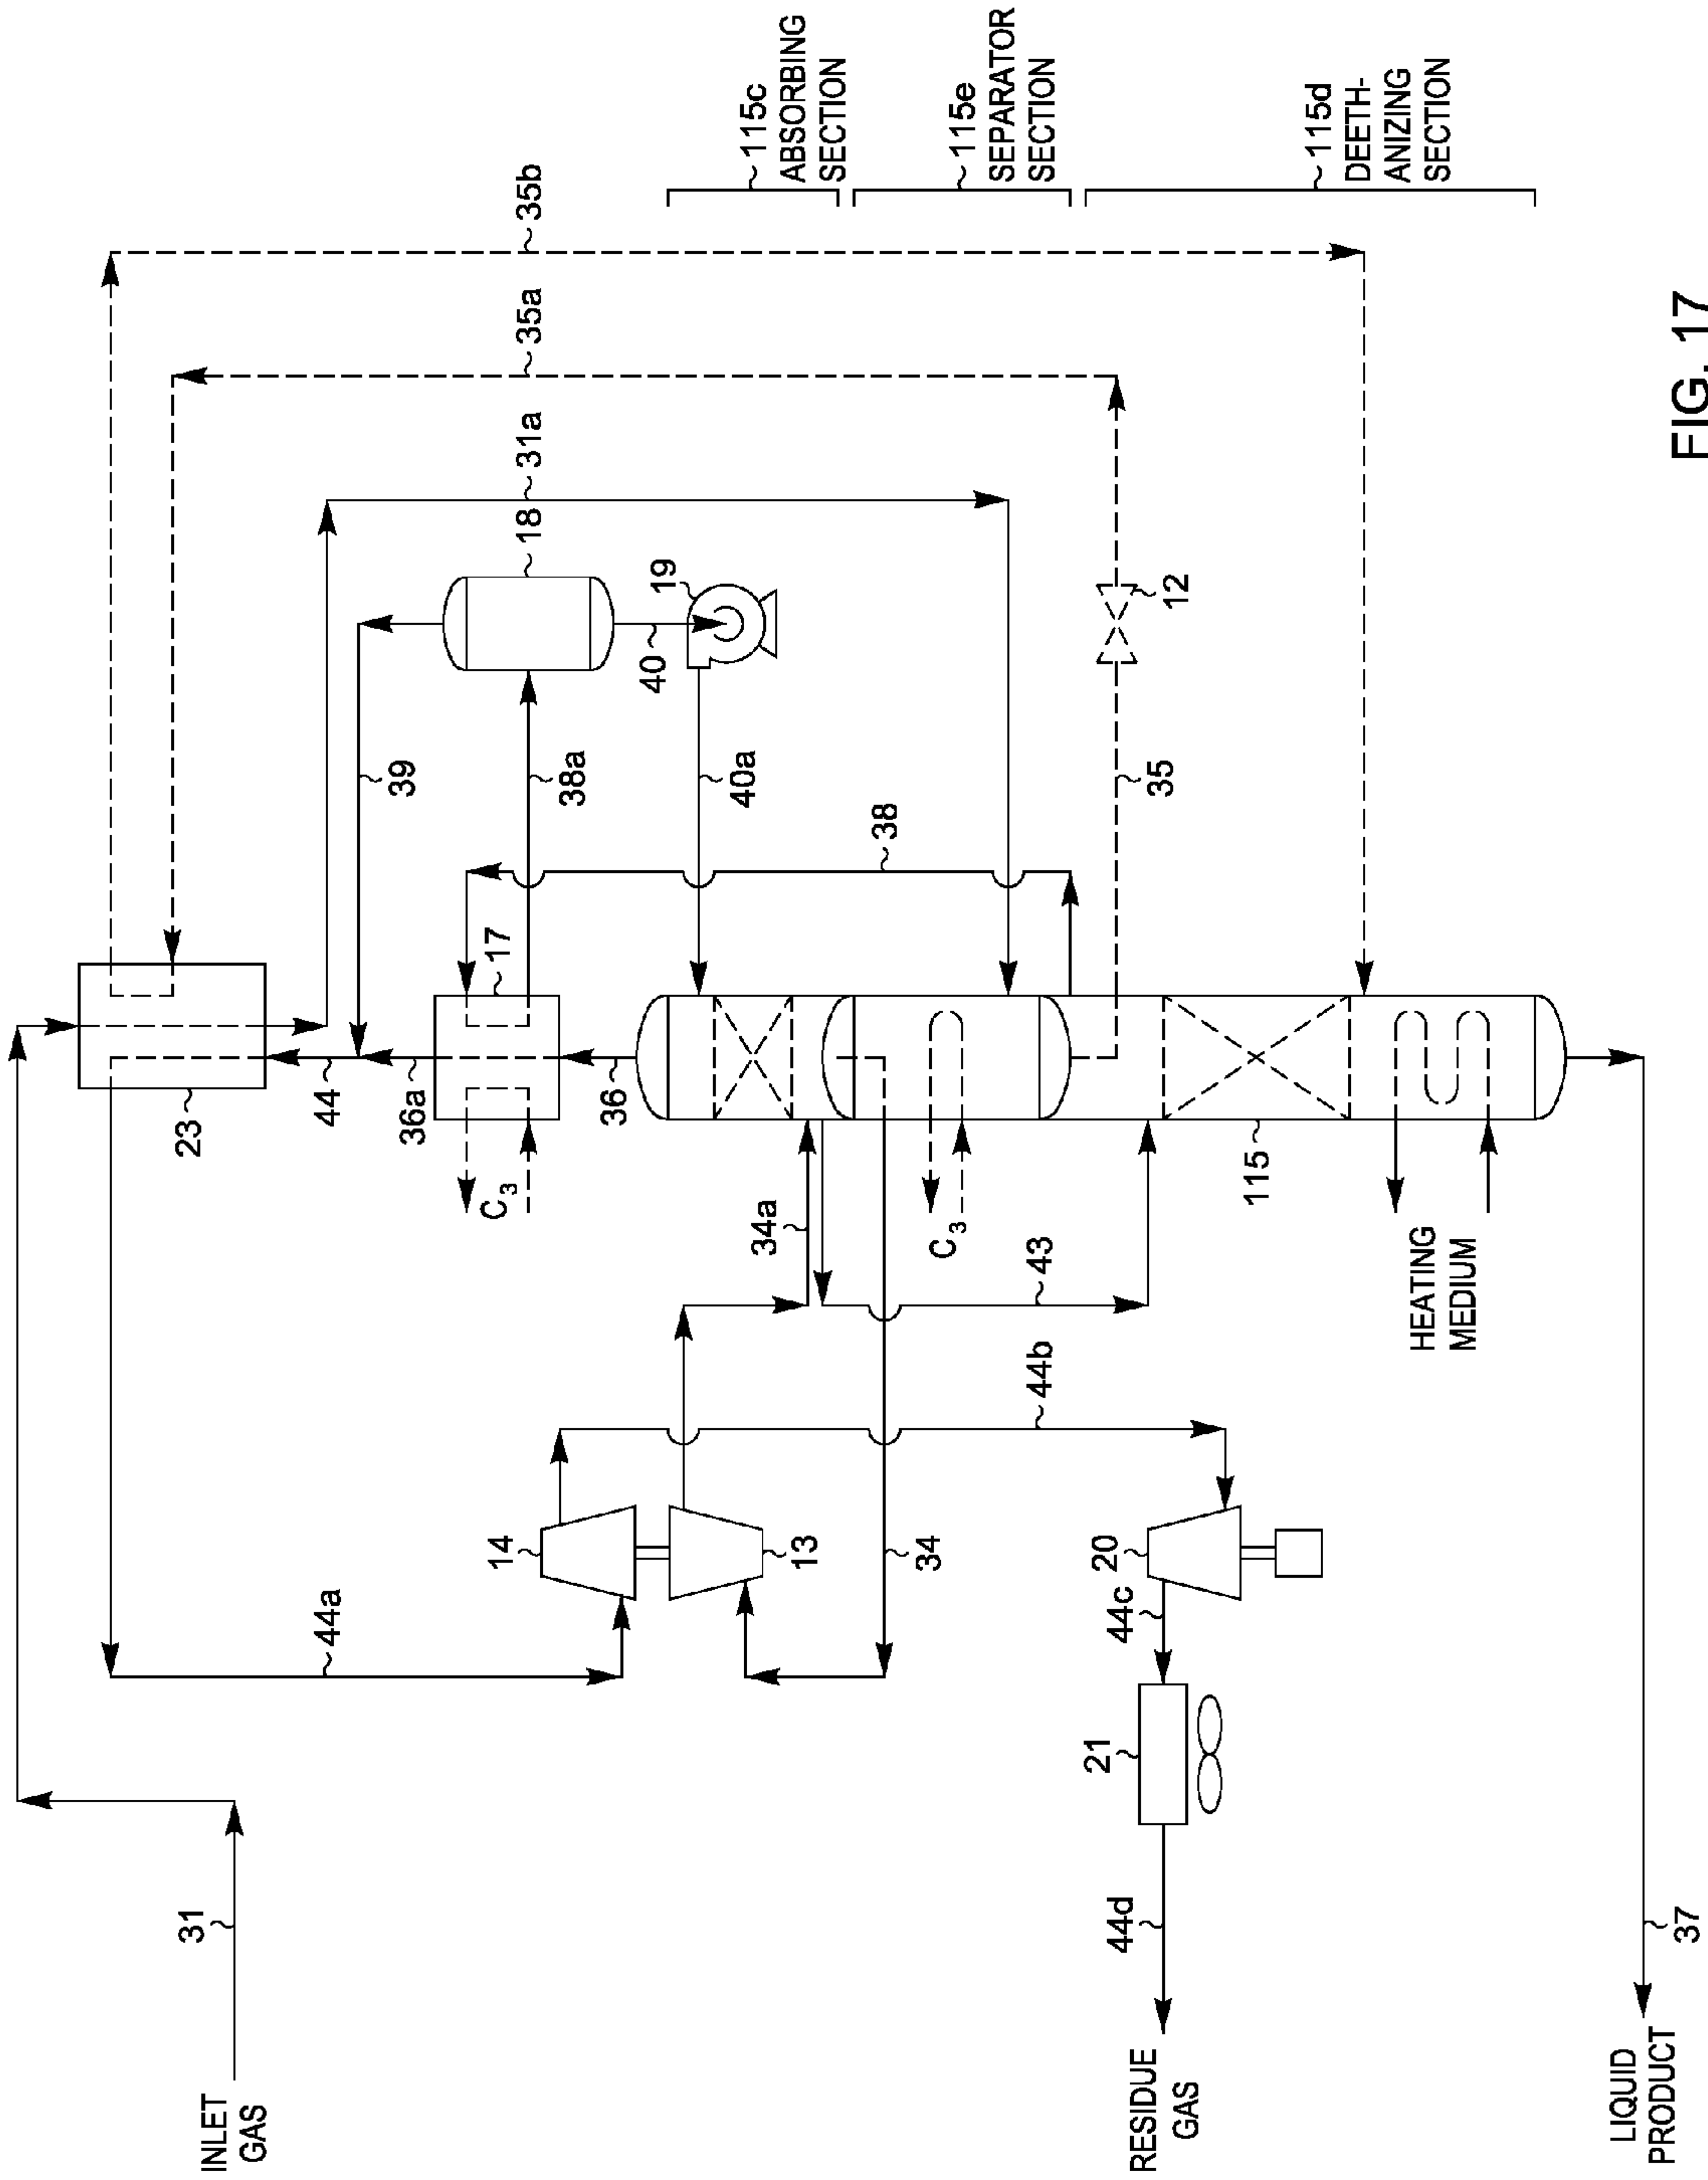 115c
ABSORBING
SECTION
115e
SEPARATOR
SECTION
115d
DEETH-
ANIZING
SECTION
35b
35a
31a
18
19
12
39
38a
40
40a
38
35
17
23
44
36a
36
C3
34a
C3
43
115
HEATING
MEDIUM
44b
14
13
34
20
44a
44c
21
44d
31
37
INLET
GAS
RESIDUE
GAS
LIQUID
PRODUCT
FIG. 17